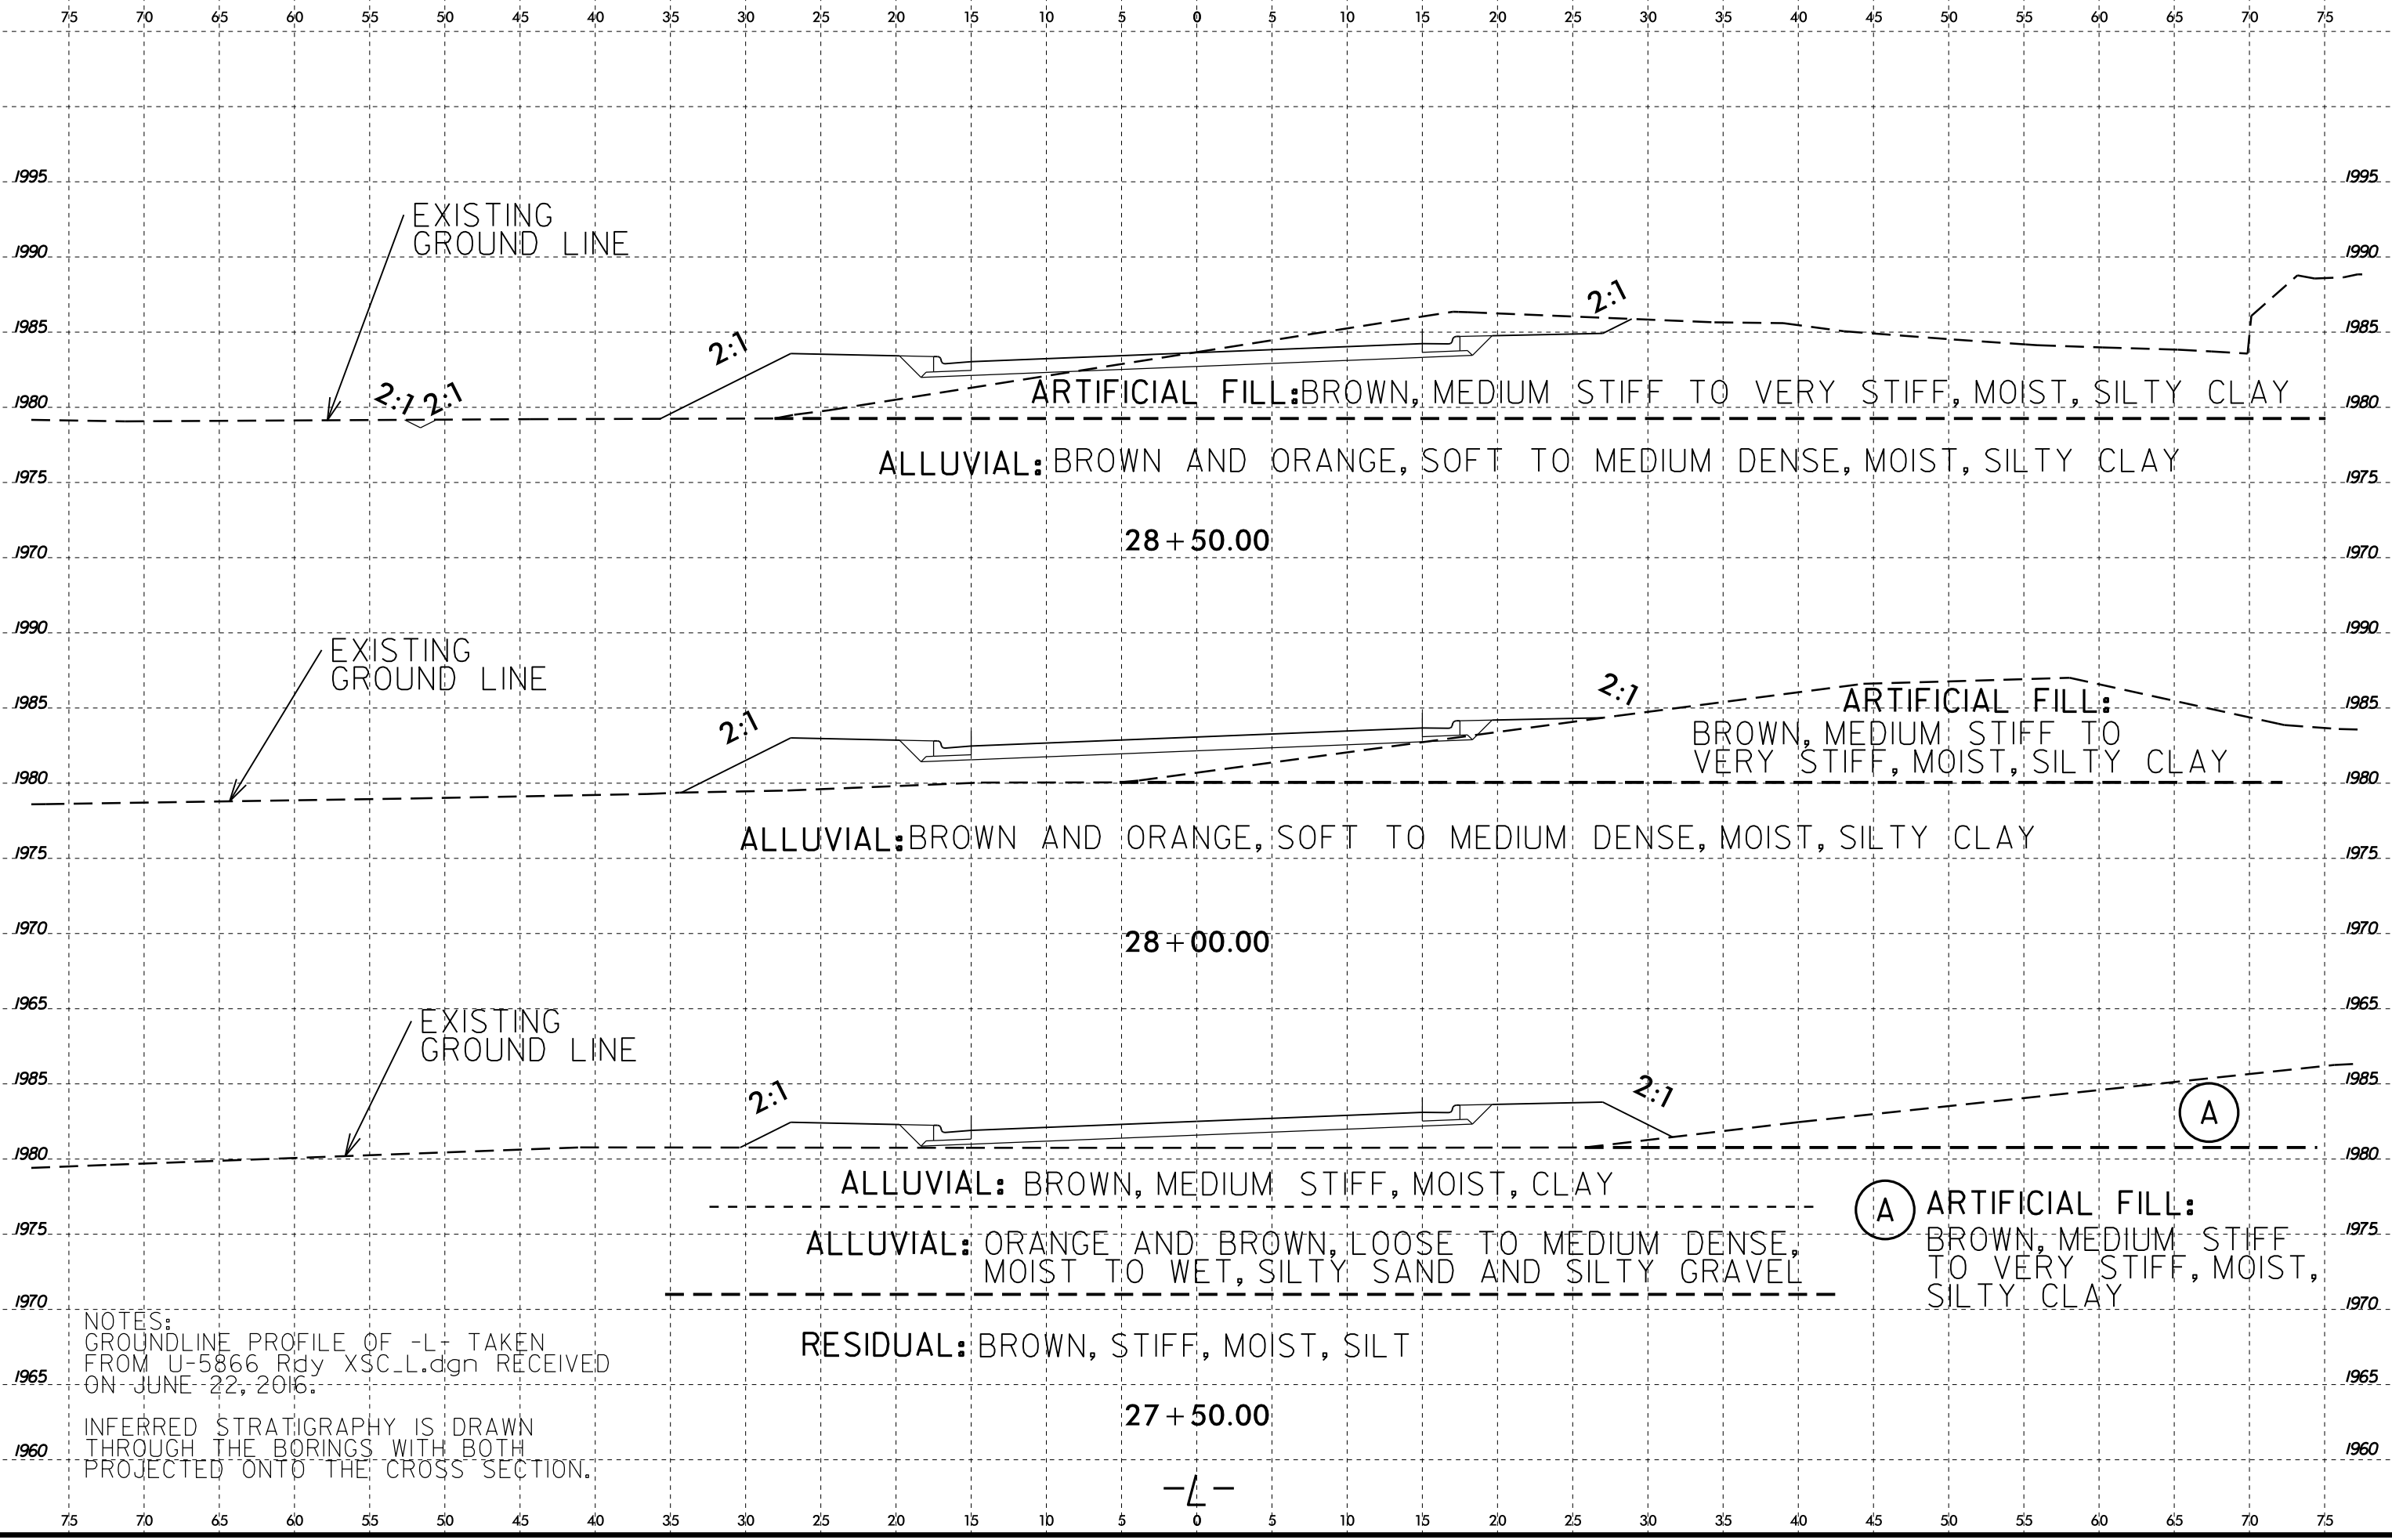 75 70 65 60 55 50 45 40 35 30 25 20 15 10 5 0 5 10 15 20 25 30 35 40 45 50 55 60 65 70 75
1995 1995
EXISTING
GROUND LINE
1990 1990
2:1
1985 1985
2:1
2:1 2:1
1980 1980
ARTIFICIAL FILL: BROWN, MEDIUM STIFF TO VERY STIFF, MOIST, SILTY CLAY
ALLUVIAL: BROWN AND ORANGE, SOFT TO MEDIUM DENSE, MOIST, SILTY CLAY
1975 1975
28+50.00
1970 1970
1990 1990
EXISTING
GROUND LINE
2:1
2:1
1985 1985
ARTIFICIAL FILL:
BROWN, MEDIUM STIFF TO
VERY STIFF, MOIST, SILTY CLAY
1980 1980
ALLUVIAL: BROWN AND ORANGE, SOFT TO MEDIUM DENSE, MOIST, SILTY CLAY
1975 1975
1970 1970
28+00.00
1965 1965
EXISTING
GROUND LINE
1985 1985
2:1
2:1
A
1980 1980
ALLUVIAL: BROWN, MEDIUM STIFF, MOIST, CLAY
1975 1975
ALLUVIAL: ORANGE AND BROWN, LOOSE TO MEDIUM DENSE,
MOIST TO WET, SILTY SAND AND SILTY GRAVEL
A ARTIFICIAL FILL:
BROWN, MEDIUM STIFF
TO VERY STIFF, MOIST,
SILTY CLAY
1970 1970
RESIDUAL: BROWN, STIFF, MOIST, SILT
NOTES:
GROUNDLINE PROFILE OF -L- TAKEN
FROM U-5866 Rdy XSC_L.dgn RECEIVED
ON JUNE 22, 2016.
1965 1965
27+50.00
INFERRED STRATIGRAPHY IS DRAWN
THROUGH THE BORINGS WITH BOTH
PROJECTED ONTO THE CROSS SECTION.
1960 1960
-L-
75 70 65 60 55 50 45 40 35 30 25 20 15 10 5 0 5 10 15 20 25 30 35 40 45 50 55 60 65 70 75